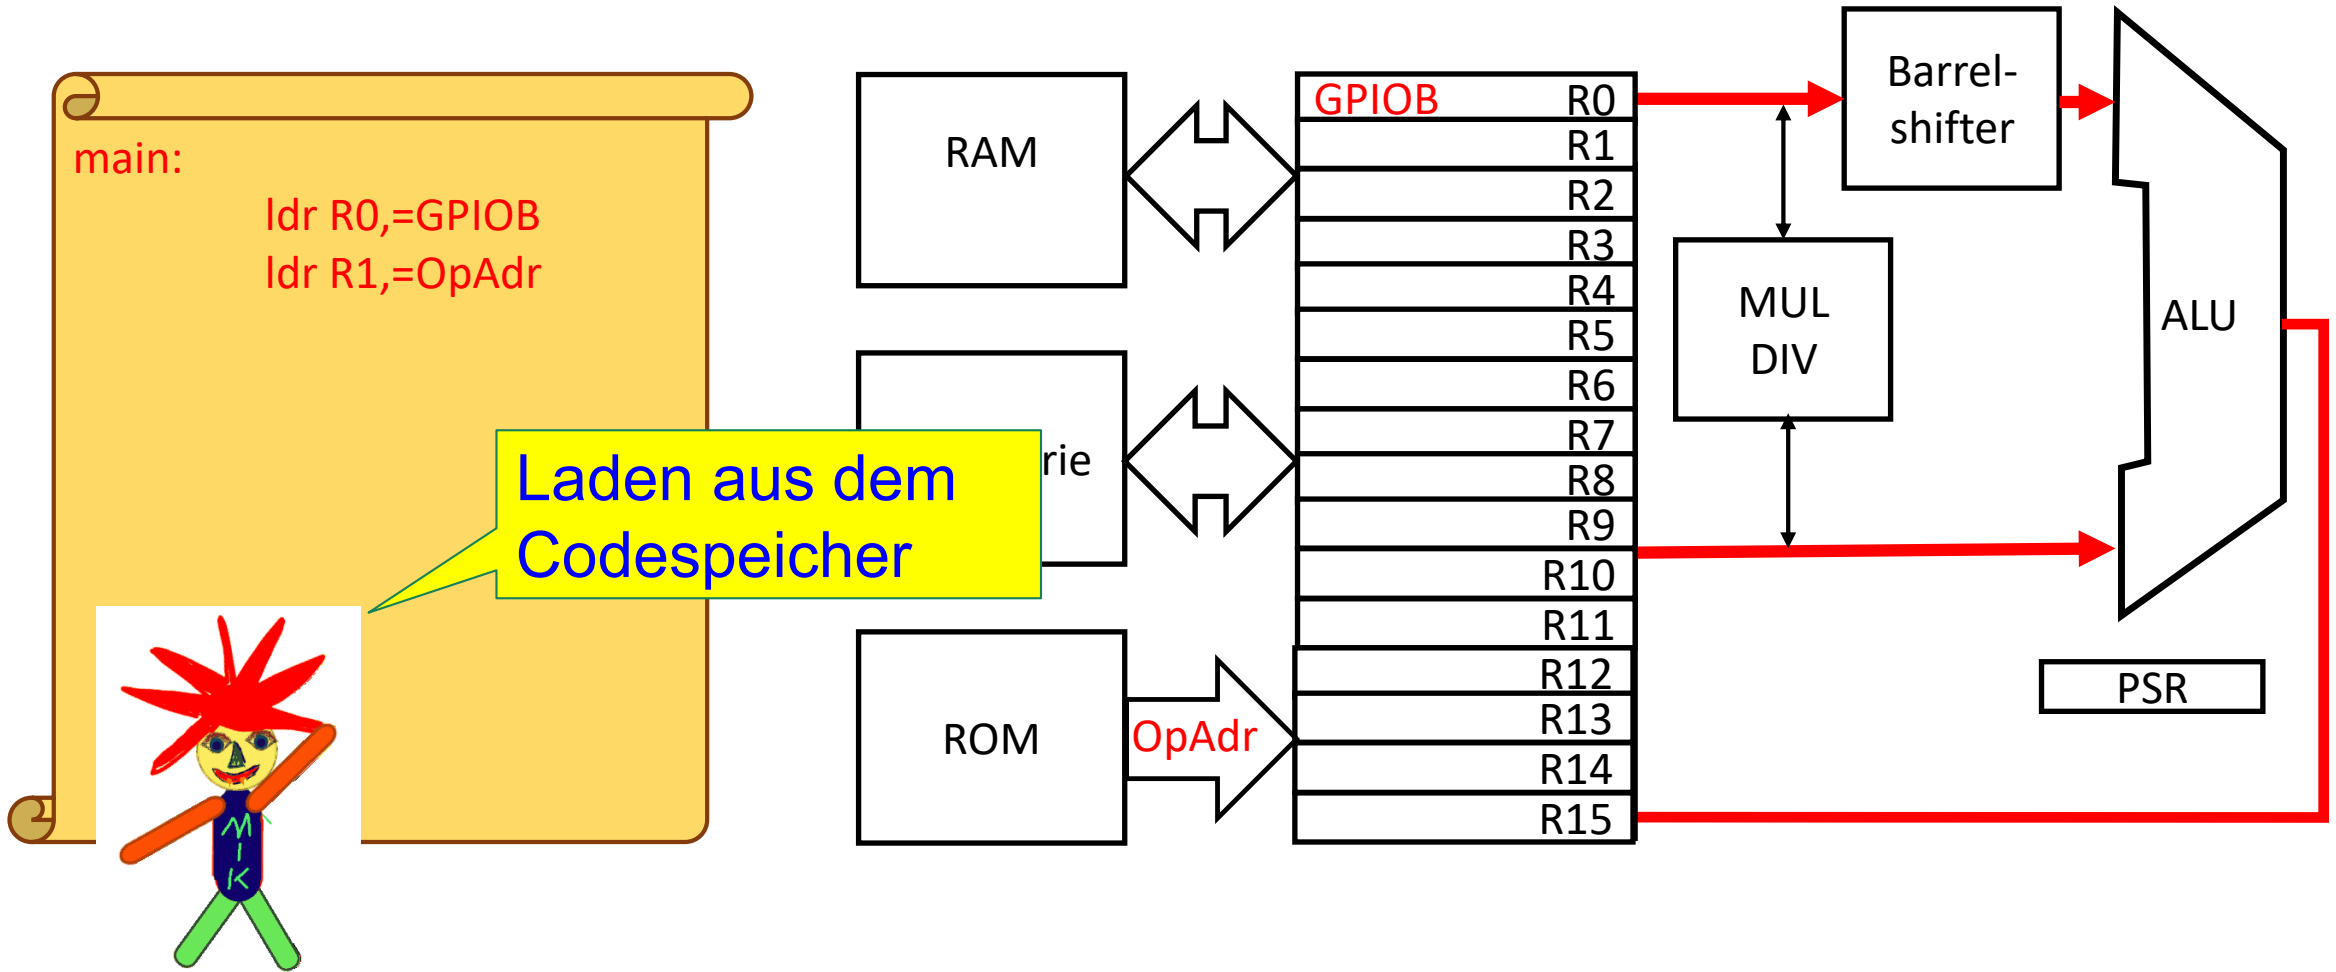 main:
ldr R0,=GPIOB
ldr R1,=OpAdr
Laden aus dem
Codespeicher
MIK
RAM
rie
ROM
OpAdr
GPIOB R0
R1
R2
R3
R4
R5
R6
R7
R8
R9
R10
R11
R12
R13
R14
R15
Barrel-
shifter
MUL
DIV
ALU
PSR